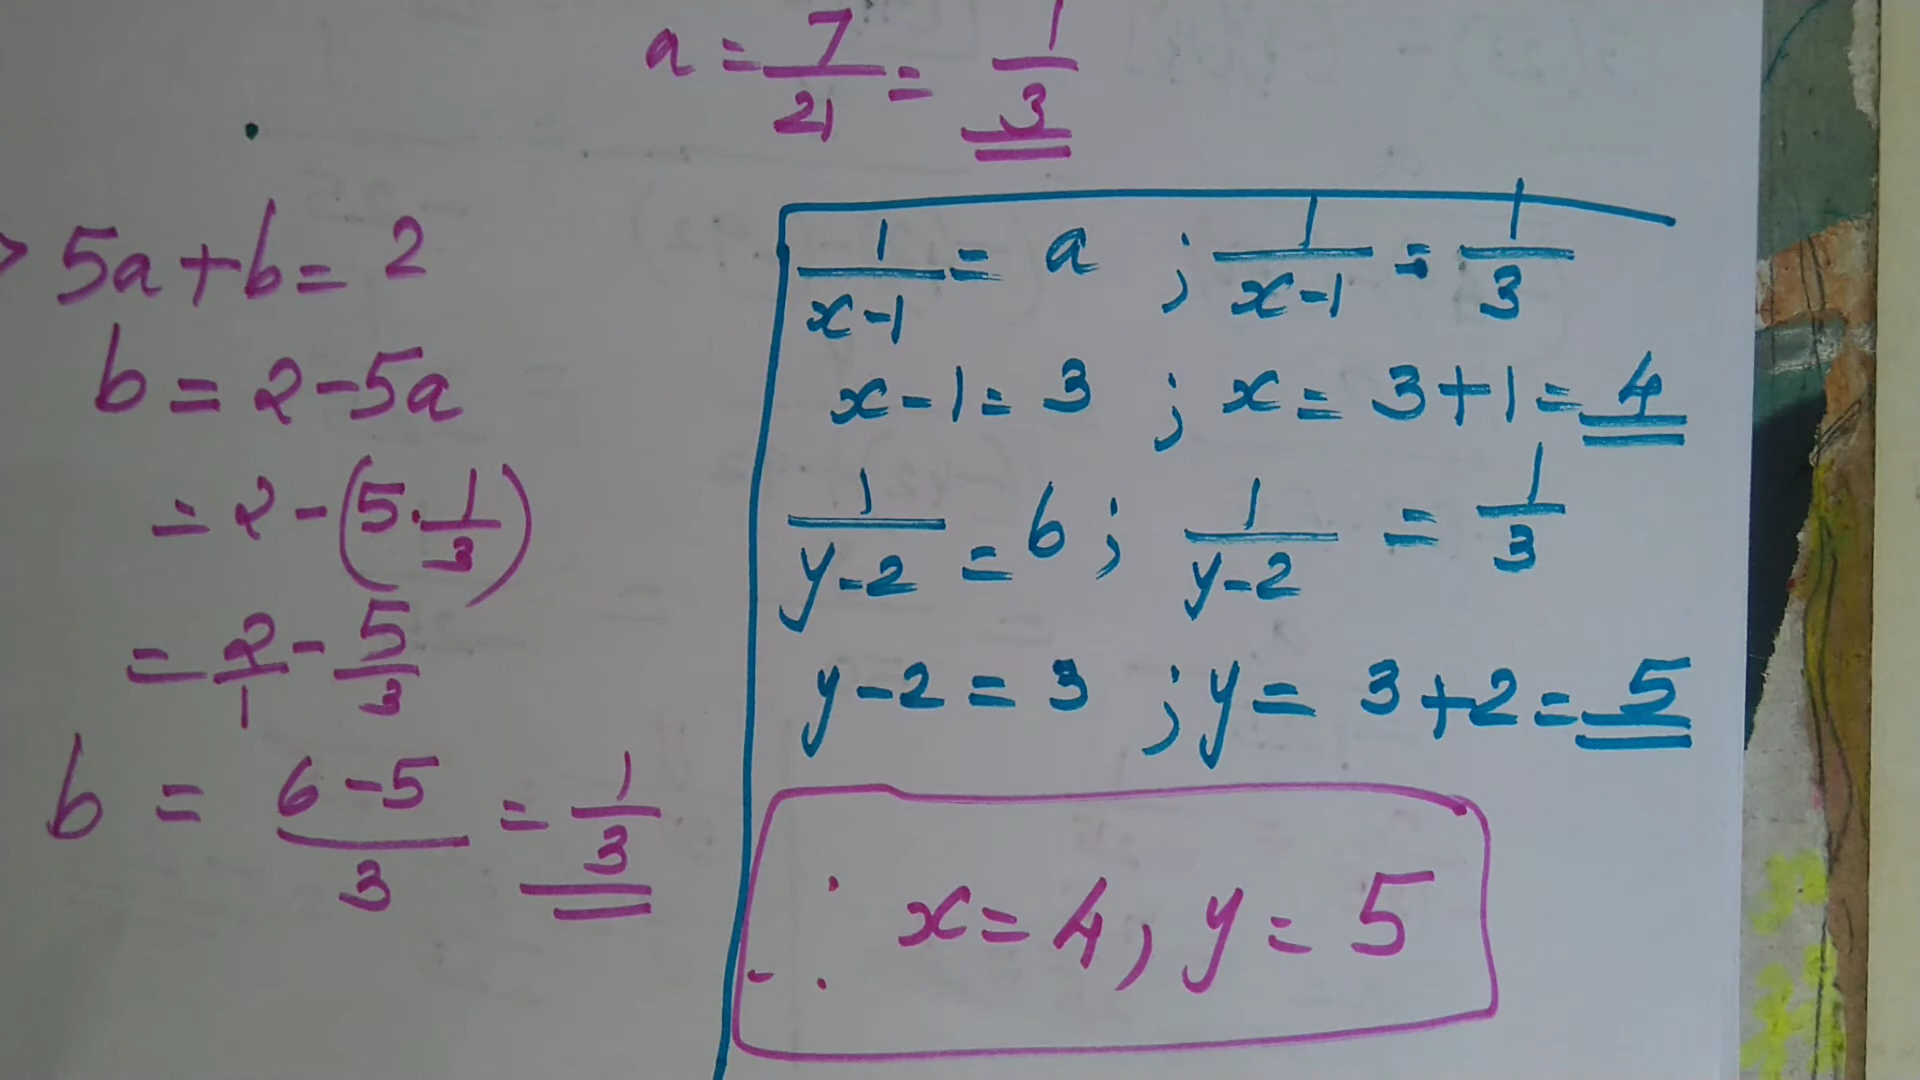 a = 7/21 = 1/3
5a + b = 2
b = 2 - 5a
= 2 - (5 · 1/3)
= 2/1 - 5/3
b = 6 - 5/3 = 1/3
1/x-1 = a ; 1/x-1 = 1/3
x - 1 = 3 ; x = 3 + 1 = 4
1/y-2 = b ; 1/y-2 = 1/3
y - 2 = 3 ; y = 3 + 2 = 5
∴ x = 4, y = 5